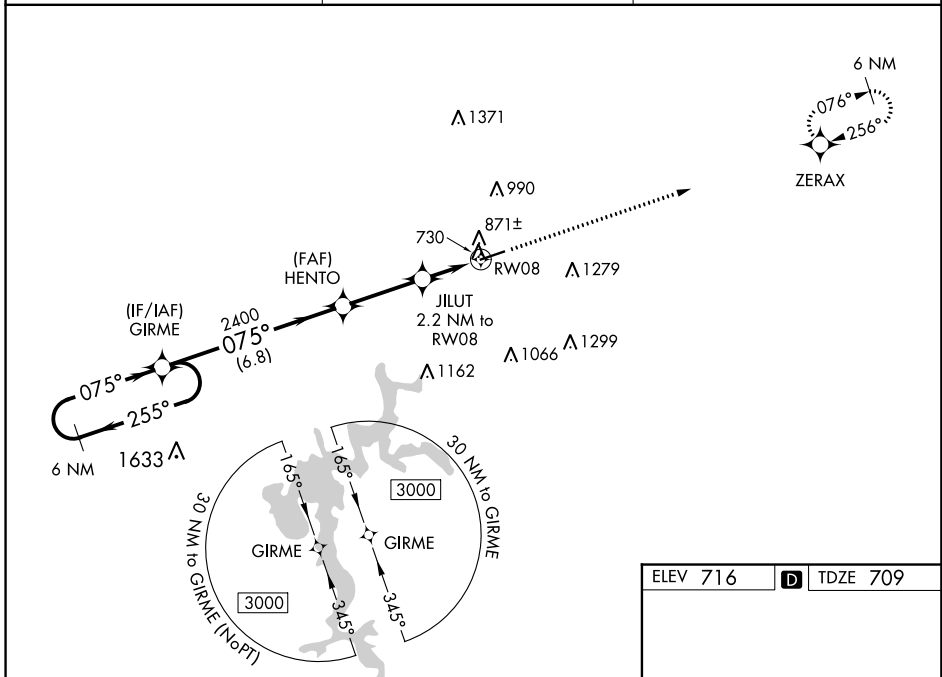 6 NM
076°
256°
ZERAX
1371
990
871±
730
RW08
1279
(FAF)
HENTO
JILUT
2.2 NM to
RW08
(IF/IAF)
GIRME
2400
075°
(6.8)
1299
1066
1162
075°
255°
6 NM
1633
30 NM to GIRME (NoPT)
165°
GIRME
3000
345°
30 NM to GIRME
165°
3000
GIRME
345°
ELEV 716 D TDZE 709